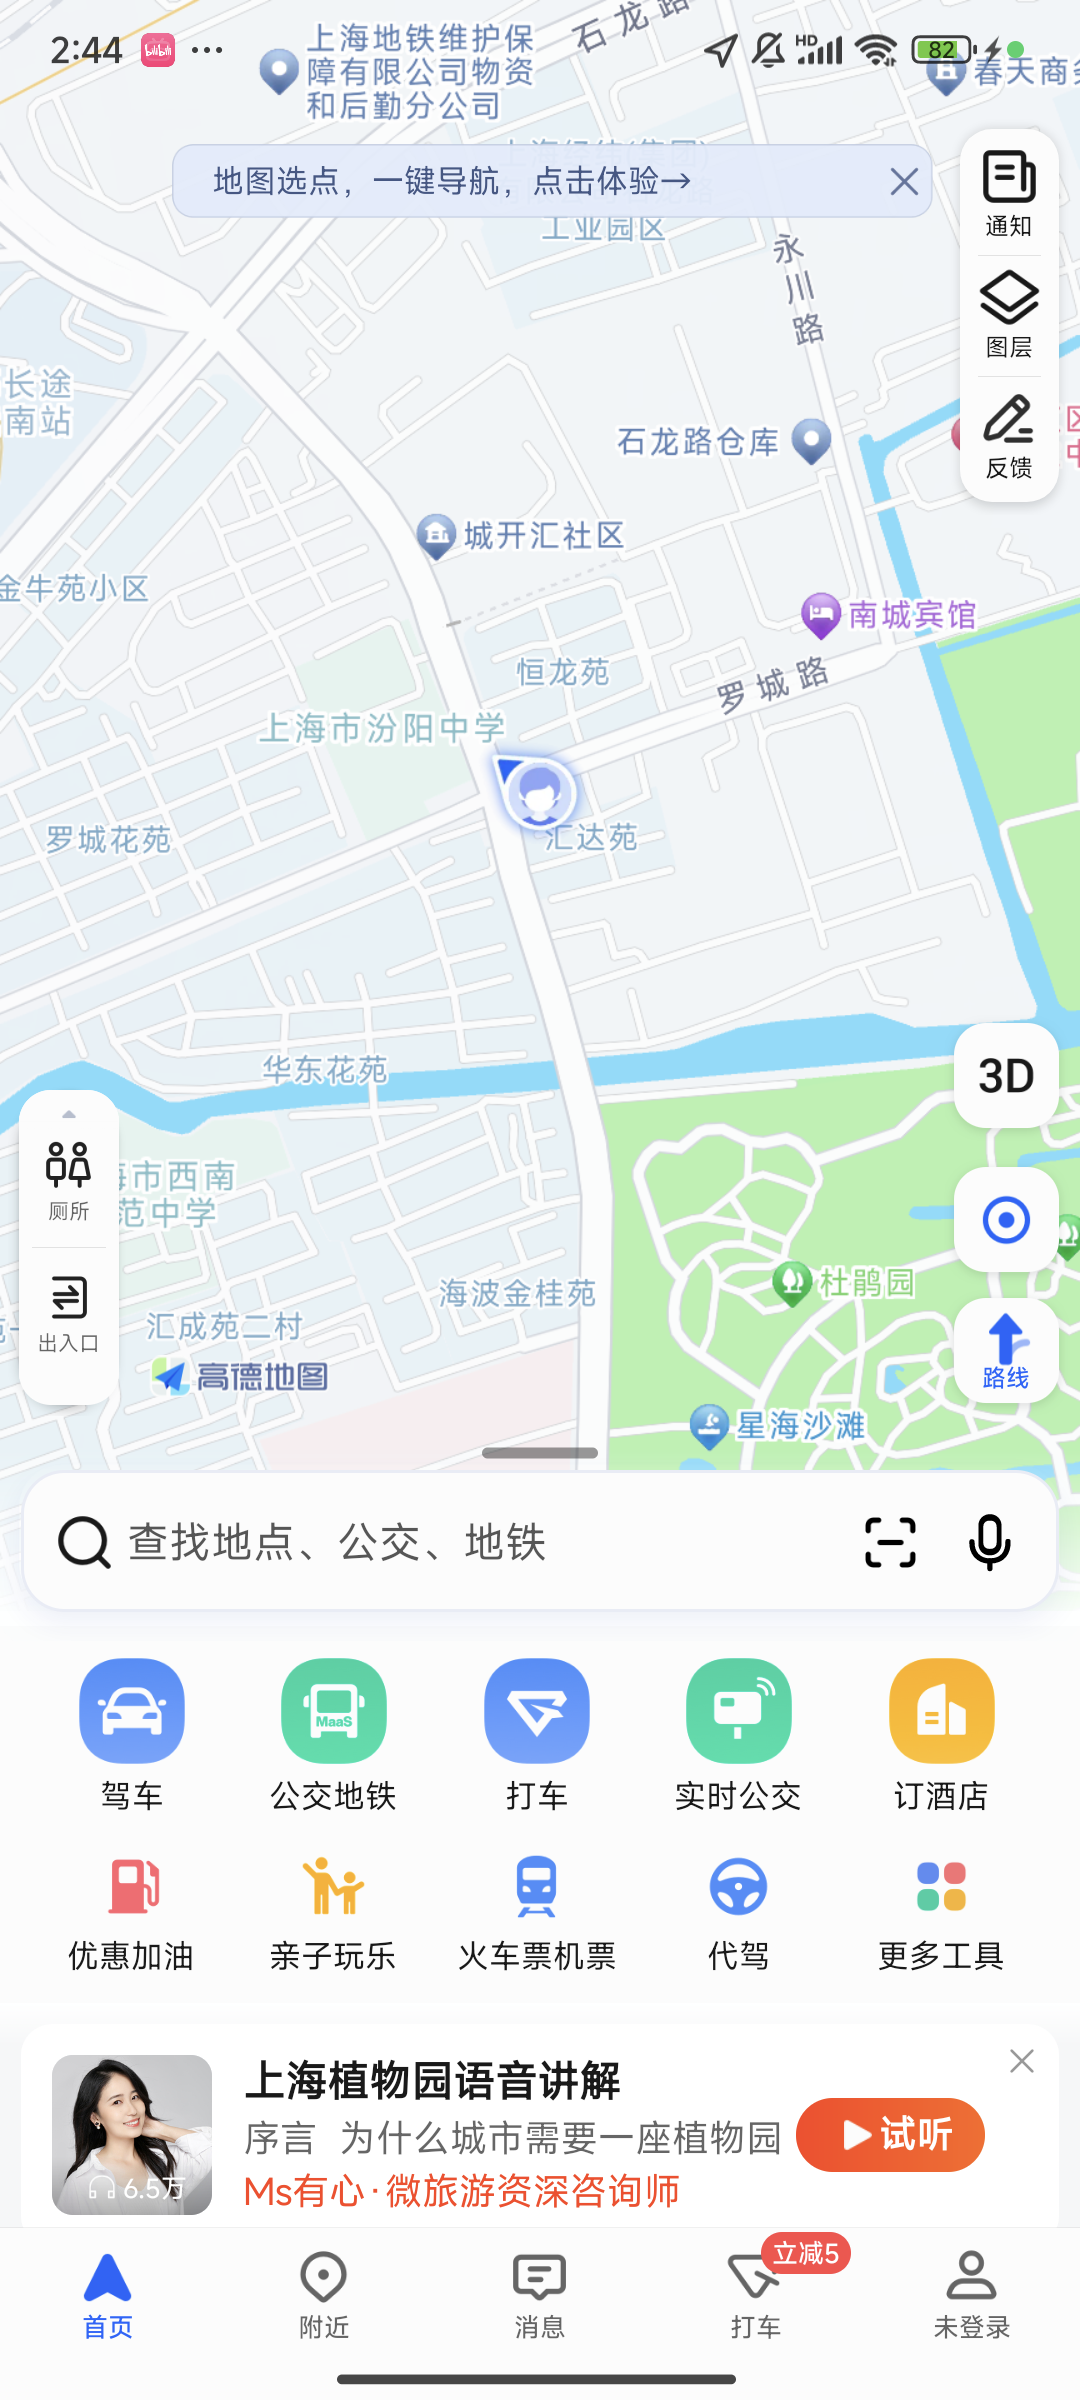 2:44
bilibili
HD
82
上海地铁维护保
障有限公司物资
和后勤分公司
石龙路
春天商务
上海经纬(集团)
地图选点，一键导航，点击体验→
工业园区
通知
图层
反馈
永川路
长途
南站
石龙路仓库
城开汇社区
金牛苑小区
南城宾馆
恒龙苑
罗城路
上海市汾阳中学
罗城花苑
汇达苑
华东花苑
3D
厕所
市西南
范中学
出入口
海波金桂苑
杜鹃园
汇成苑二村
高德地图
路线
星海沙滩
查找地点、公交、地铁
MaaS
驾车
公交地铁
打车
实时公交
订酒店
优惠加油
亲子玩乐
火车票机票
代驾
更多工具
上海植物园语音讲解
序言 为什么城市需要一座植物园
试听
6.5万
Ms有心·微旅游资深咨询师
立减5
首页
附近
消息
打车
未登录